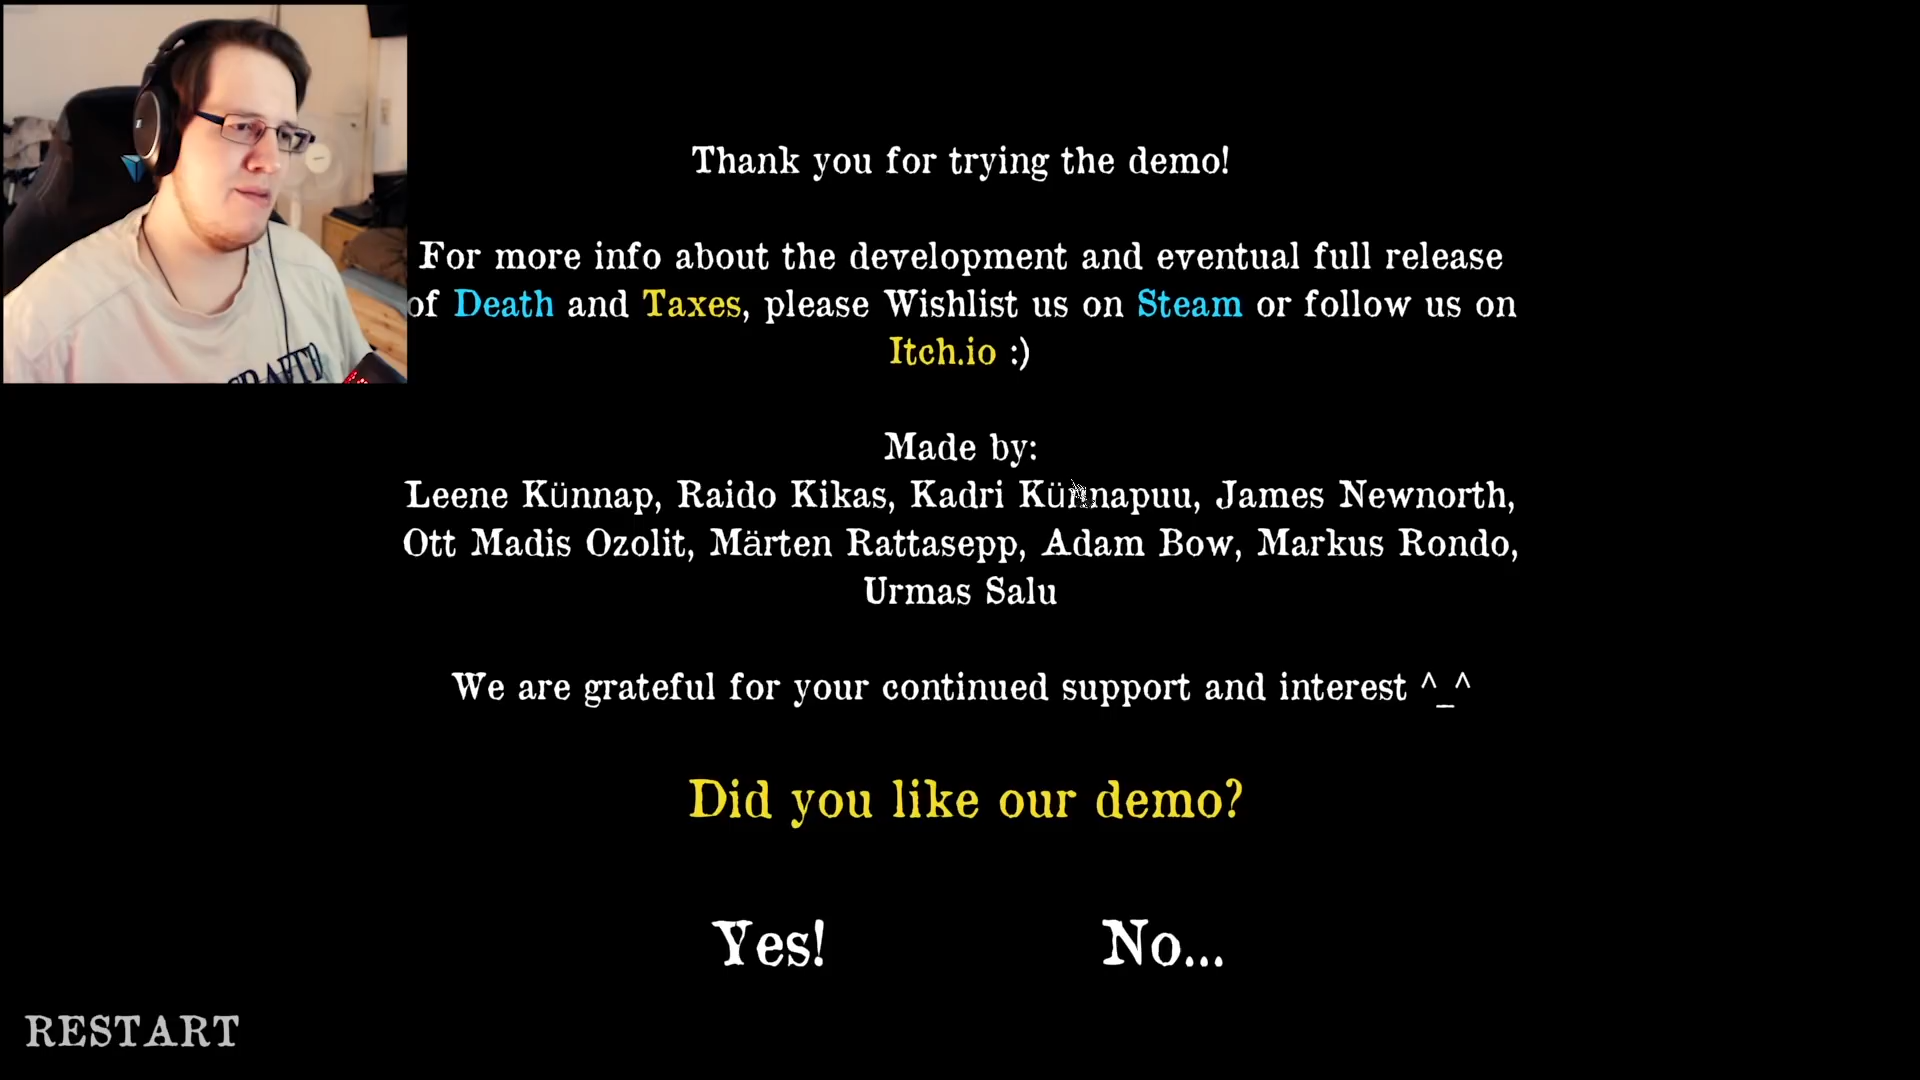 Thank you for trying the demo!
For more info about the development and eventual full release
of Death and Taxes, please Wishlist us on Steam or follow us on
Itch.io :)
Made by:
Leene Künnap, Raido Kikas, Kadri Künnapuu, James Newnorth,
Ott Madis Ozolit, Märten Rattasepp, Adam Bow, Markus Rondo,
Urmas Salu
We are grateful for your continued support and interest ^_^
Did you like our demo?
Yes! No...
RESTART